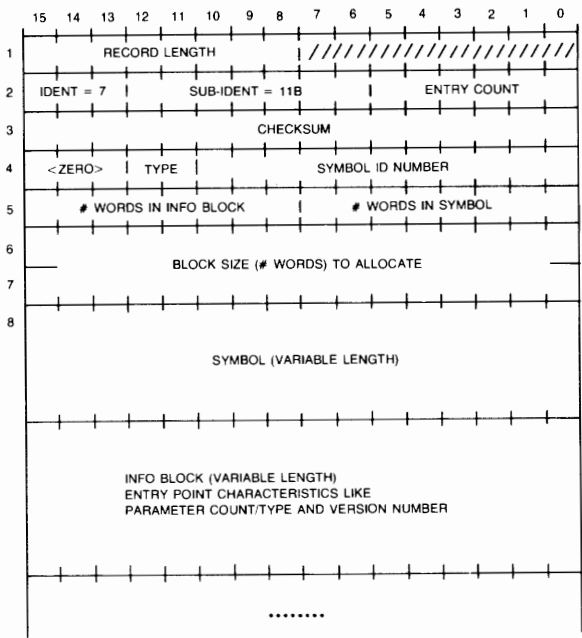 15 14 13 12 11 10 9 8 7 6 5 4 3 2 1 0
1 RECORD LENGTH
2 IDENT = 7 SUB-IDENT = 11B ENTRY COUNT
3 CHECKSUM
4 <ZERO> TYPE SYMBOL ID NUMBER
5 # WORDS IN INFO BLOCK # WORDS IN SYMBOL
6
BLOCK SIZE (# WORDS) TO ALLOCATE
7
8
SYMBOL (VARIABLE LENGTH)
INFO BLOCK (VARIABLE LENGTH)
ENTRY POINT CHARACTERISTICS LIKE
PARAMETER COUNT/TYPE AND VERSION NUMBER
........